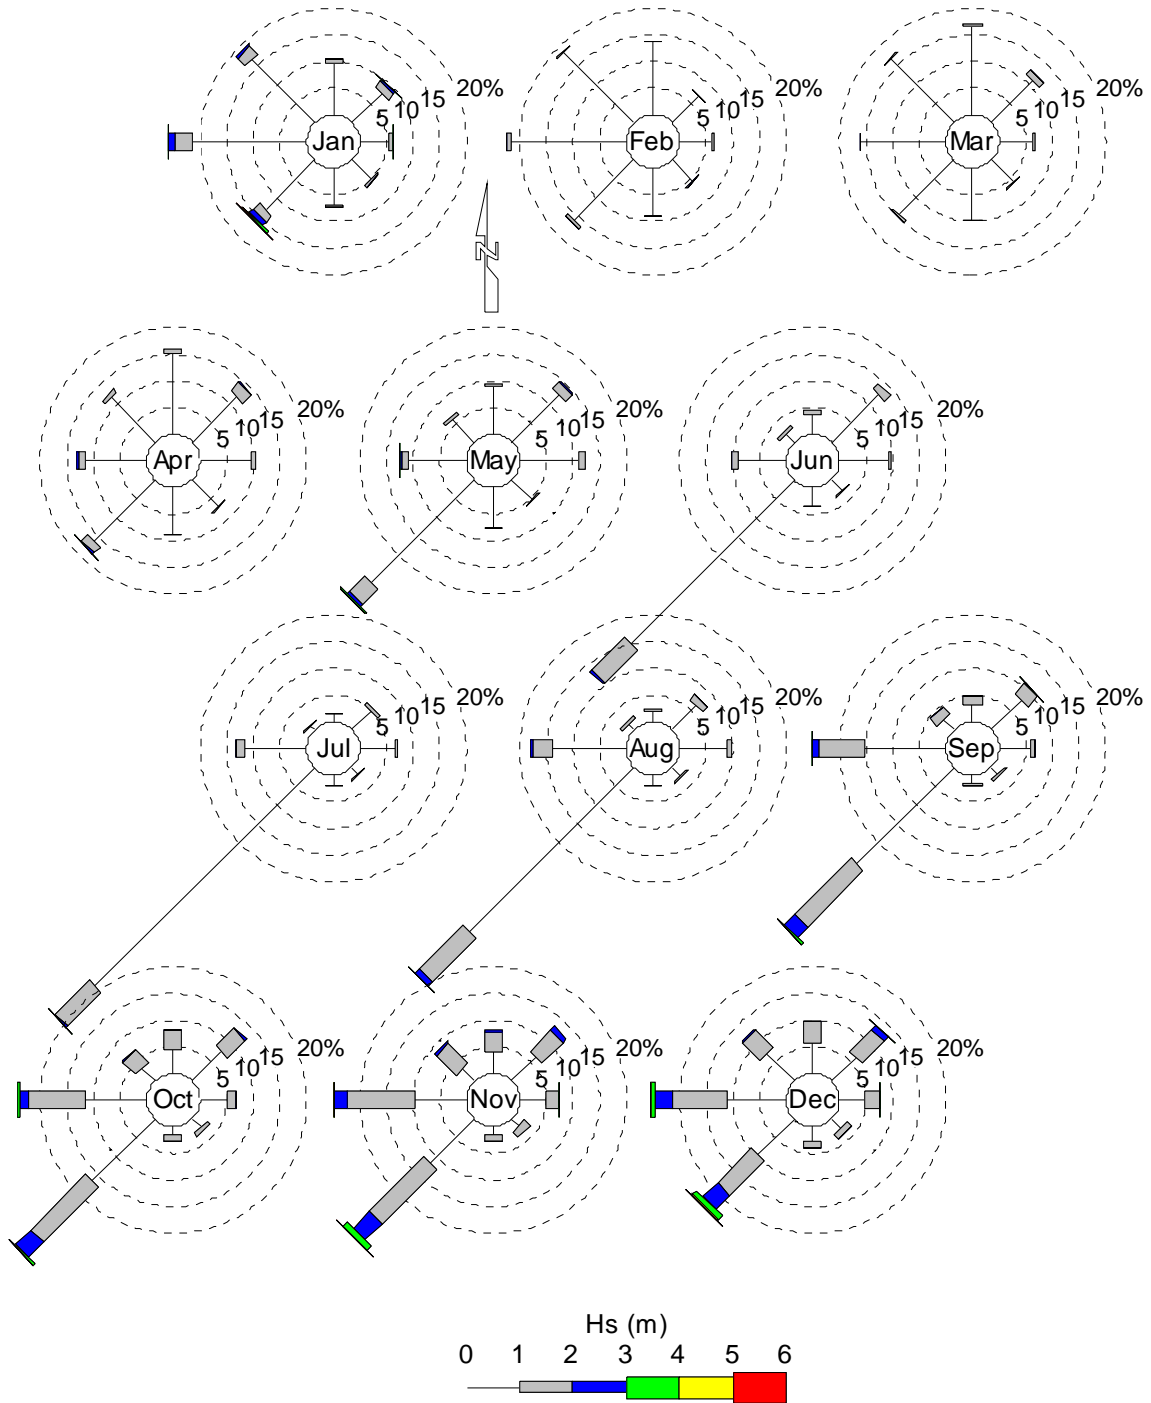 Jan 5 10 15 20%
Feb 5 10 15 20%
Mar 5 10 15 20%
N
Apr 5 10 15 20%
May 5 10 15 20%
Jun 5 10 15 20%
Jul 5 10 15 20%
Aug 5 10 15 20%
Sep 5 10 15 20%
Oct 5 10 15 20%
Nov 5 10 15 20%
Dec 5 10 15 20%
Hs (m)
0 1 2 3 4 5 6